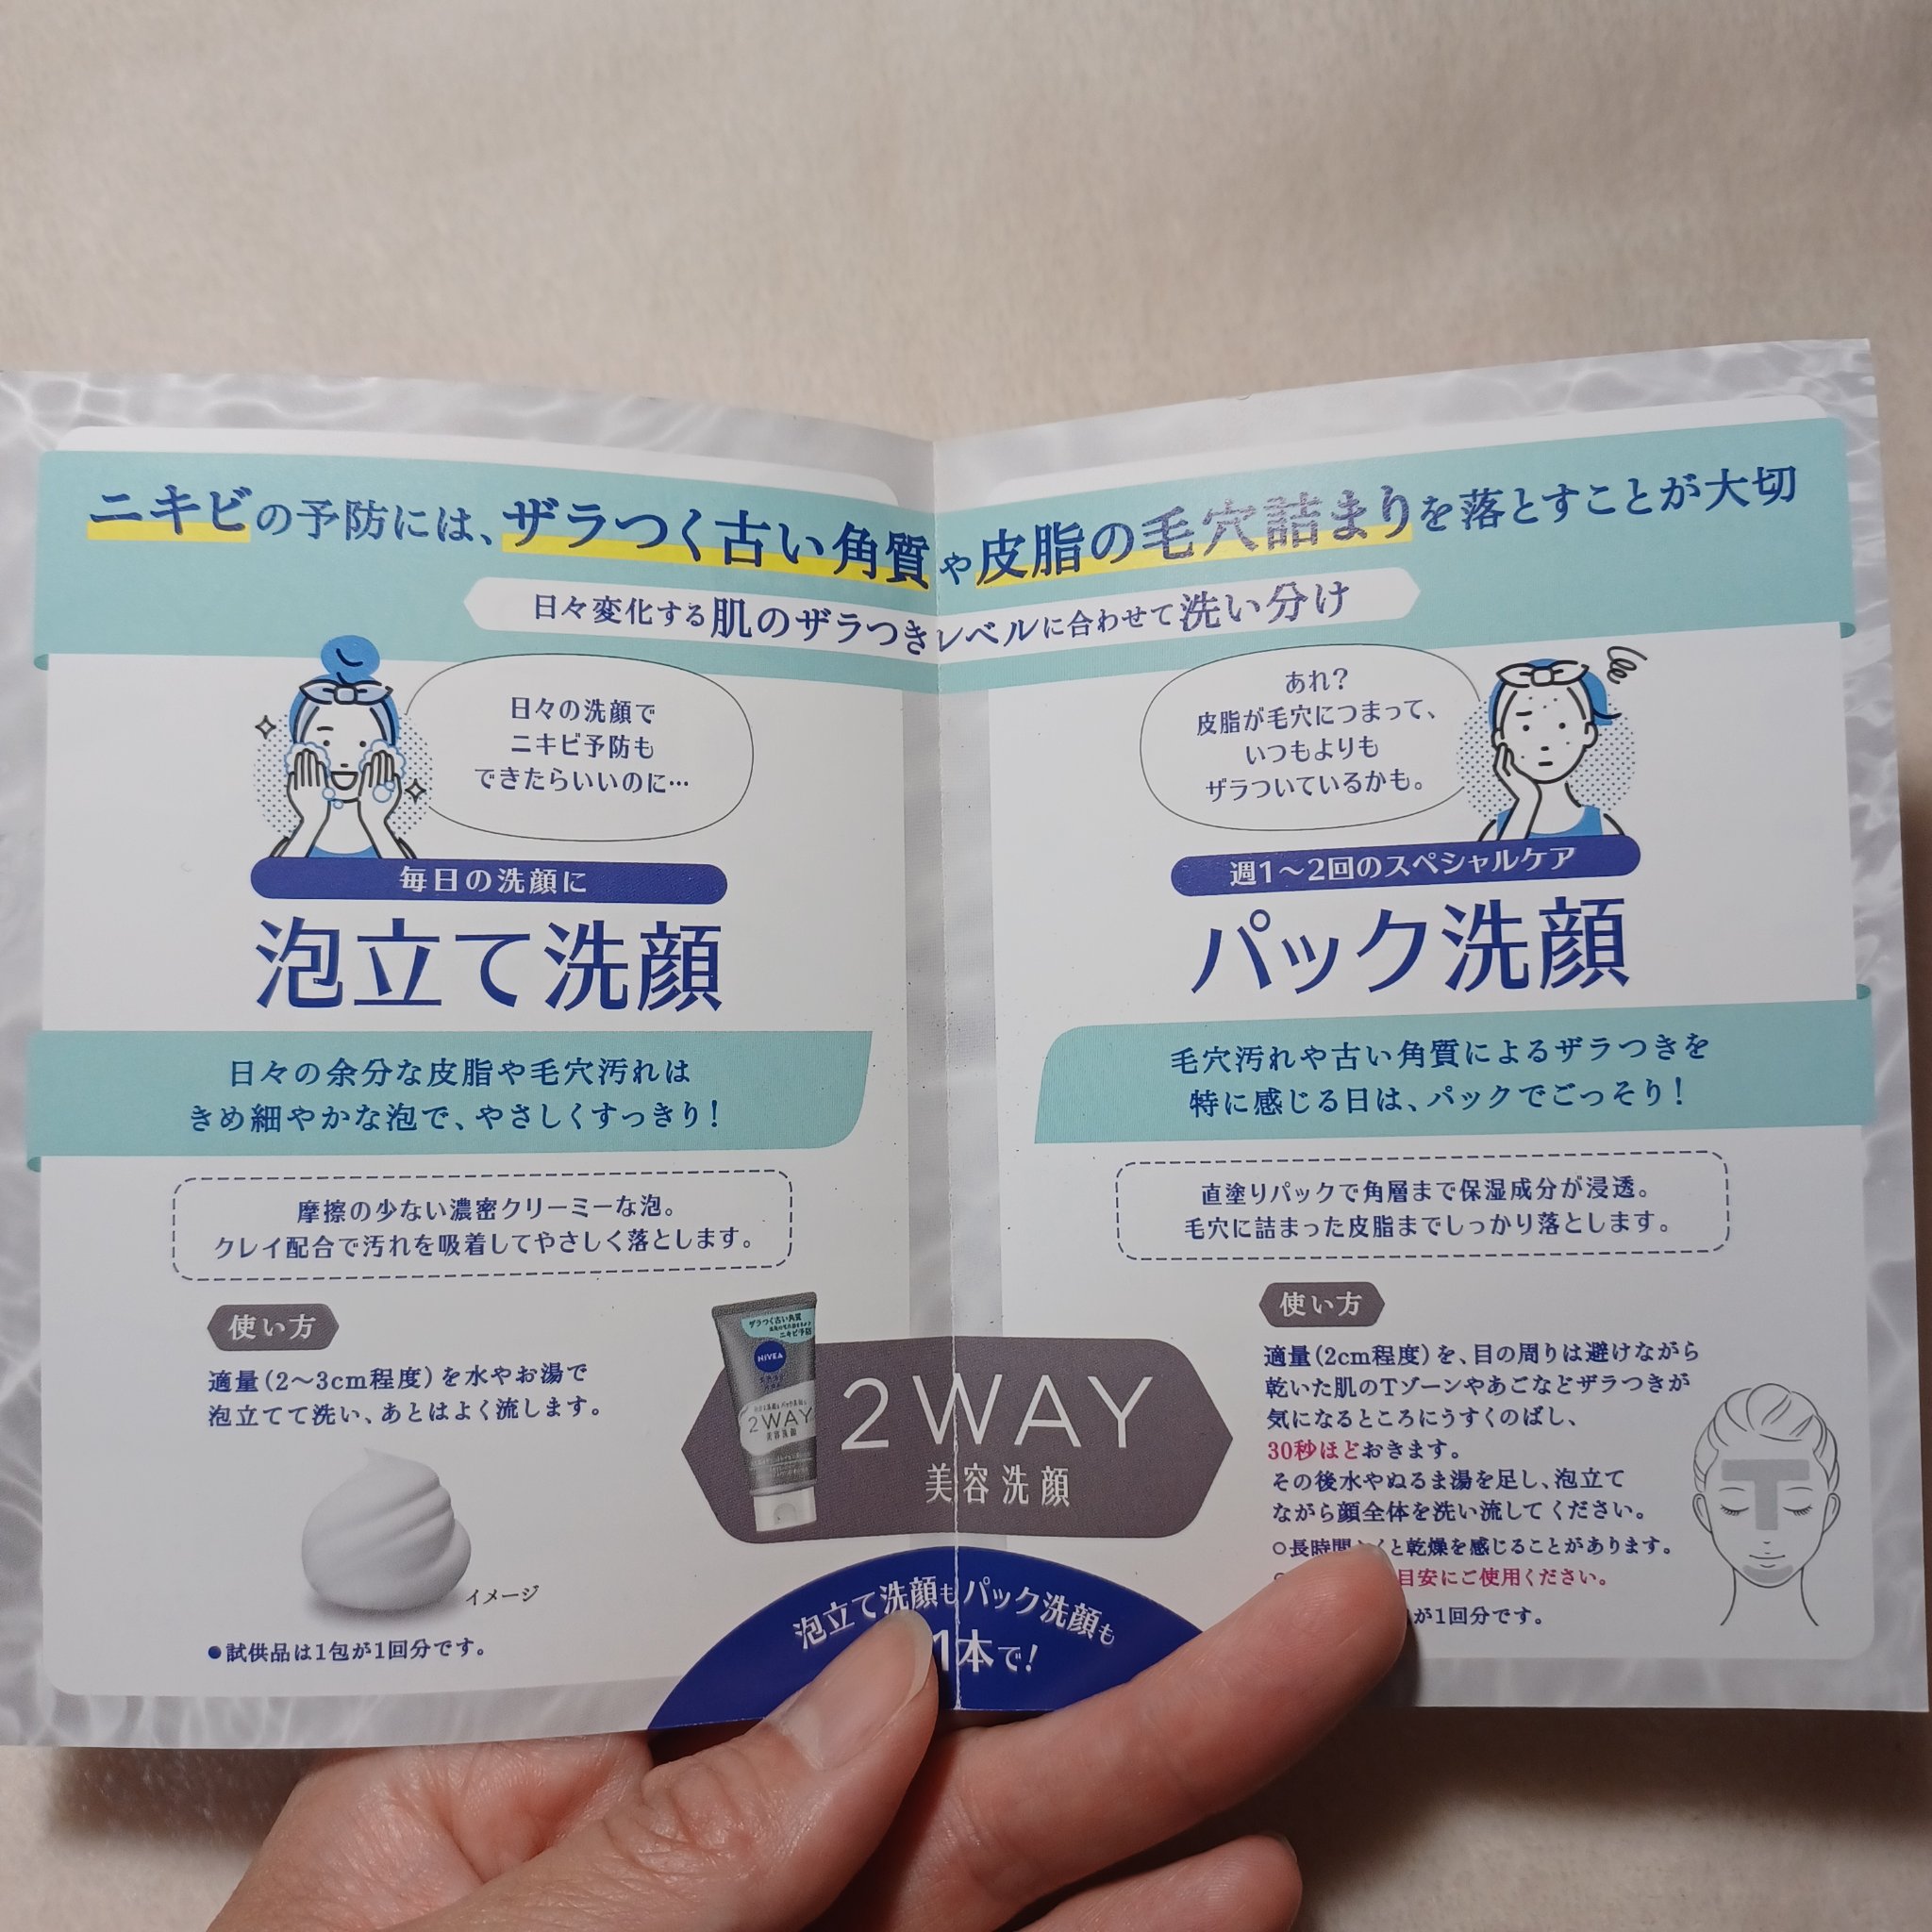 ニキビの予防には、ザラつく古い角質や皮脂の毛穴詰まりを落とすことが大切
日々変化する肌のザラつきレベルに合わせて洗い分け
日々の洗顔で
ニキビ予防も
できたらいいのに…
毎日の洗顔に
泡立て洗顔
日々の余分な皮脂や毛穴汚れは
きめ細やかな泡で、やさしくすっきり!
摩擦の少ない濃密クリーミーな泡。
クレイ配合で汚れを吸着してやさしく落とします。
使い方
適量(2〜3cm程度)を水やお湯で
泡立てて洗い、あとはよく流します。
イメージ
●試供品は1包が1回分です。
あれ?
皮脂が毛穴につまって、
いつもよりも
ザラついているかも。
週1〜2回のスペシャルケア
パック洗顔
毛穴汚れや古い角質によるザラつきを
特に感じる日は、パックでごっそり!
直塗りパックで角層まで保湿成分が浸透。
毛穴に詰まった皮脂までしっかり落とします。
使い方
適量(2cm程度)を、目の周りは避けながら
乾いた肌のTゾーンやあごなどザラつきが
気になるところにうすくのばし、
30秒ほどおきます。
その後水やぬるま湯を足し、泡立て
ながら顔全体を洗い流してください。
○長時間 くと乾燥を感じることがあります。
目安にご使用ください。
が1回分です。
ザラつく古い角質
ニキビ予防
NIVEA
2WAY
美容洗顔
2WAY
美容洗顔
泡立て洗顔もパック洗顔も
1本で!